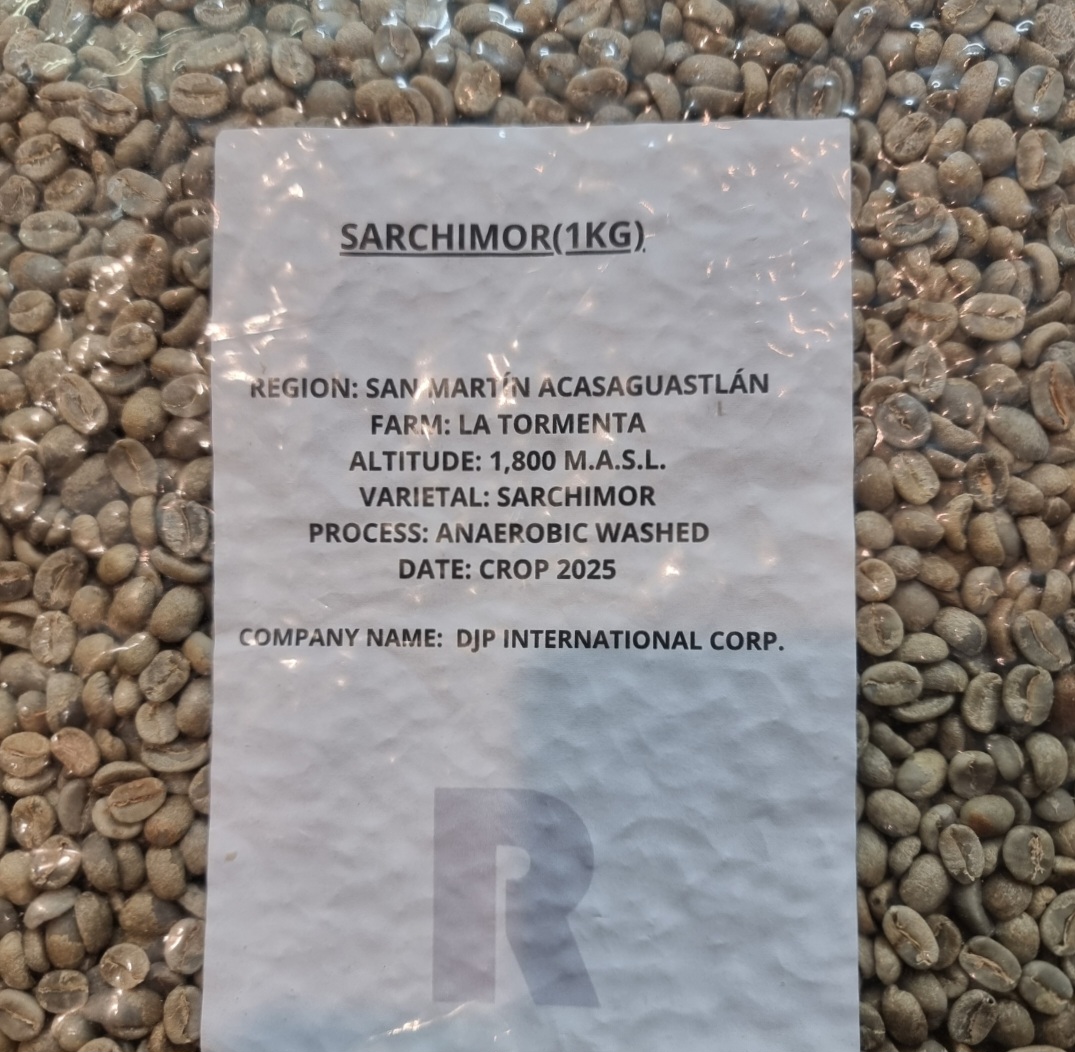 SARCHIMOR(1KG)
REGION: SAN MARTÍN ACASAGUASTLÁN
FARM: LA TORMENTA
ALTITUDE: 1,800 M.A.S.L.
VARIETAL: SARCHIMOR
PROCESS: ANAEROBIC WASHED
DATE: CROP 2025
COMPANY NAME: DJP INTERNATIONAL CORP.
R